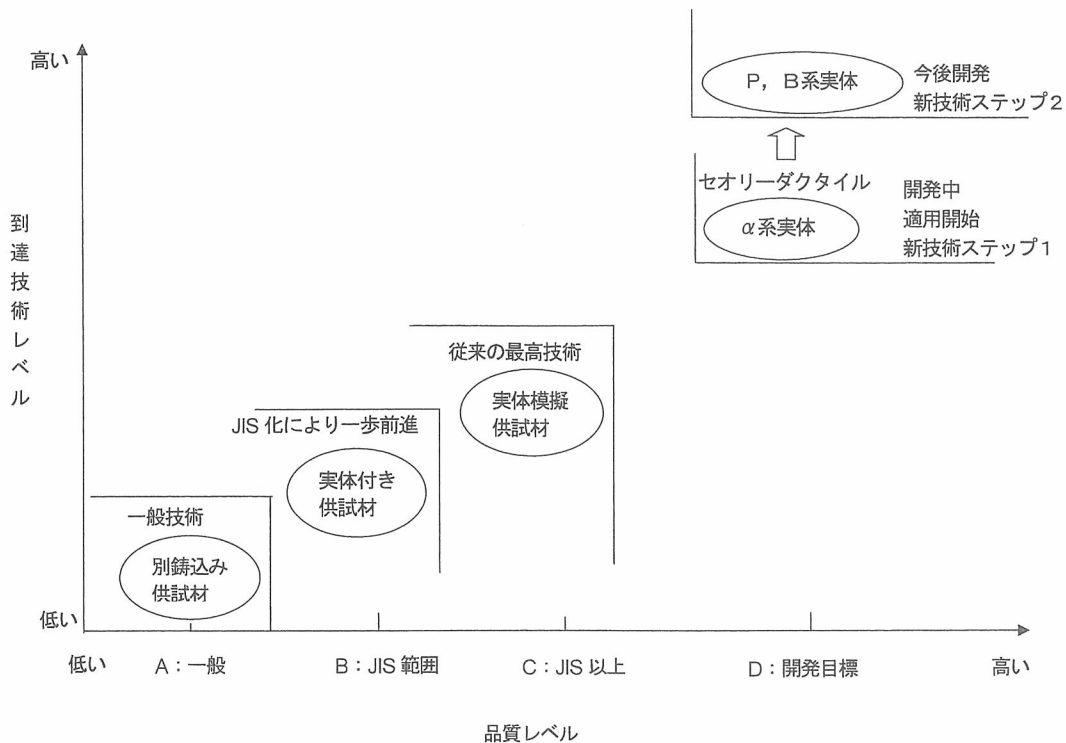 高い
P，B系実体
今後開発
新技術ステップ2
セオリーダクタイル
α系実体
開発中
適用開始
新技術ステップ1
到達技術レベル
従来の最高技術
実体模擬
供試材
JIS 化により一歩前進
実体付き
供試材
一般技術
別鋳込み
供試材
低い
低い
A：一般
B：JIS 範囲
C：JIS 以上
D：開発目標
高い
品質レベル